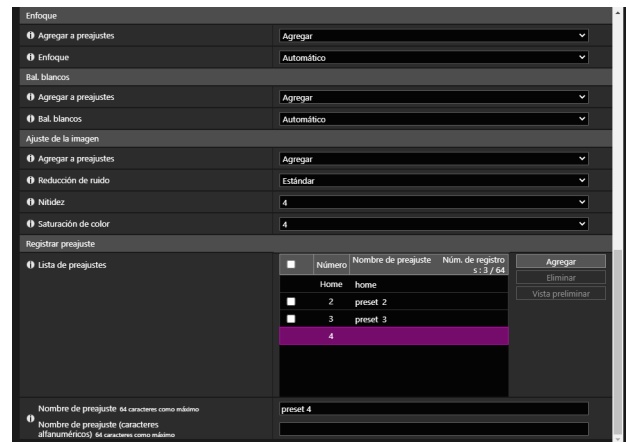 Enfoque
Agregar a preajustes Agregar
Enfoque Automático
Bal. blancos
Agregar a preajustes Agregar
Bal. blancos Automático
Ajuste de la imagen
Agregar a preajustes Agregar
Reducción de ruido Estándar
Nitidez 4
Saturación de color 4
Registrar preajuste
Lista de preajustes
Número Nombre de preajuste Núm. de registro
s : 3 / 64
Home home
2 preset 2
3 preset 3
4
Agregar
Eliminar
Vista preliminar
Nombre de preajuste 64 caracteres como máximo preset 4
Nombre de preajuste (caracteres
alfanuméricos) 64 caracteres como máximo